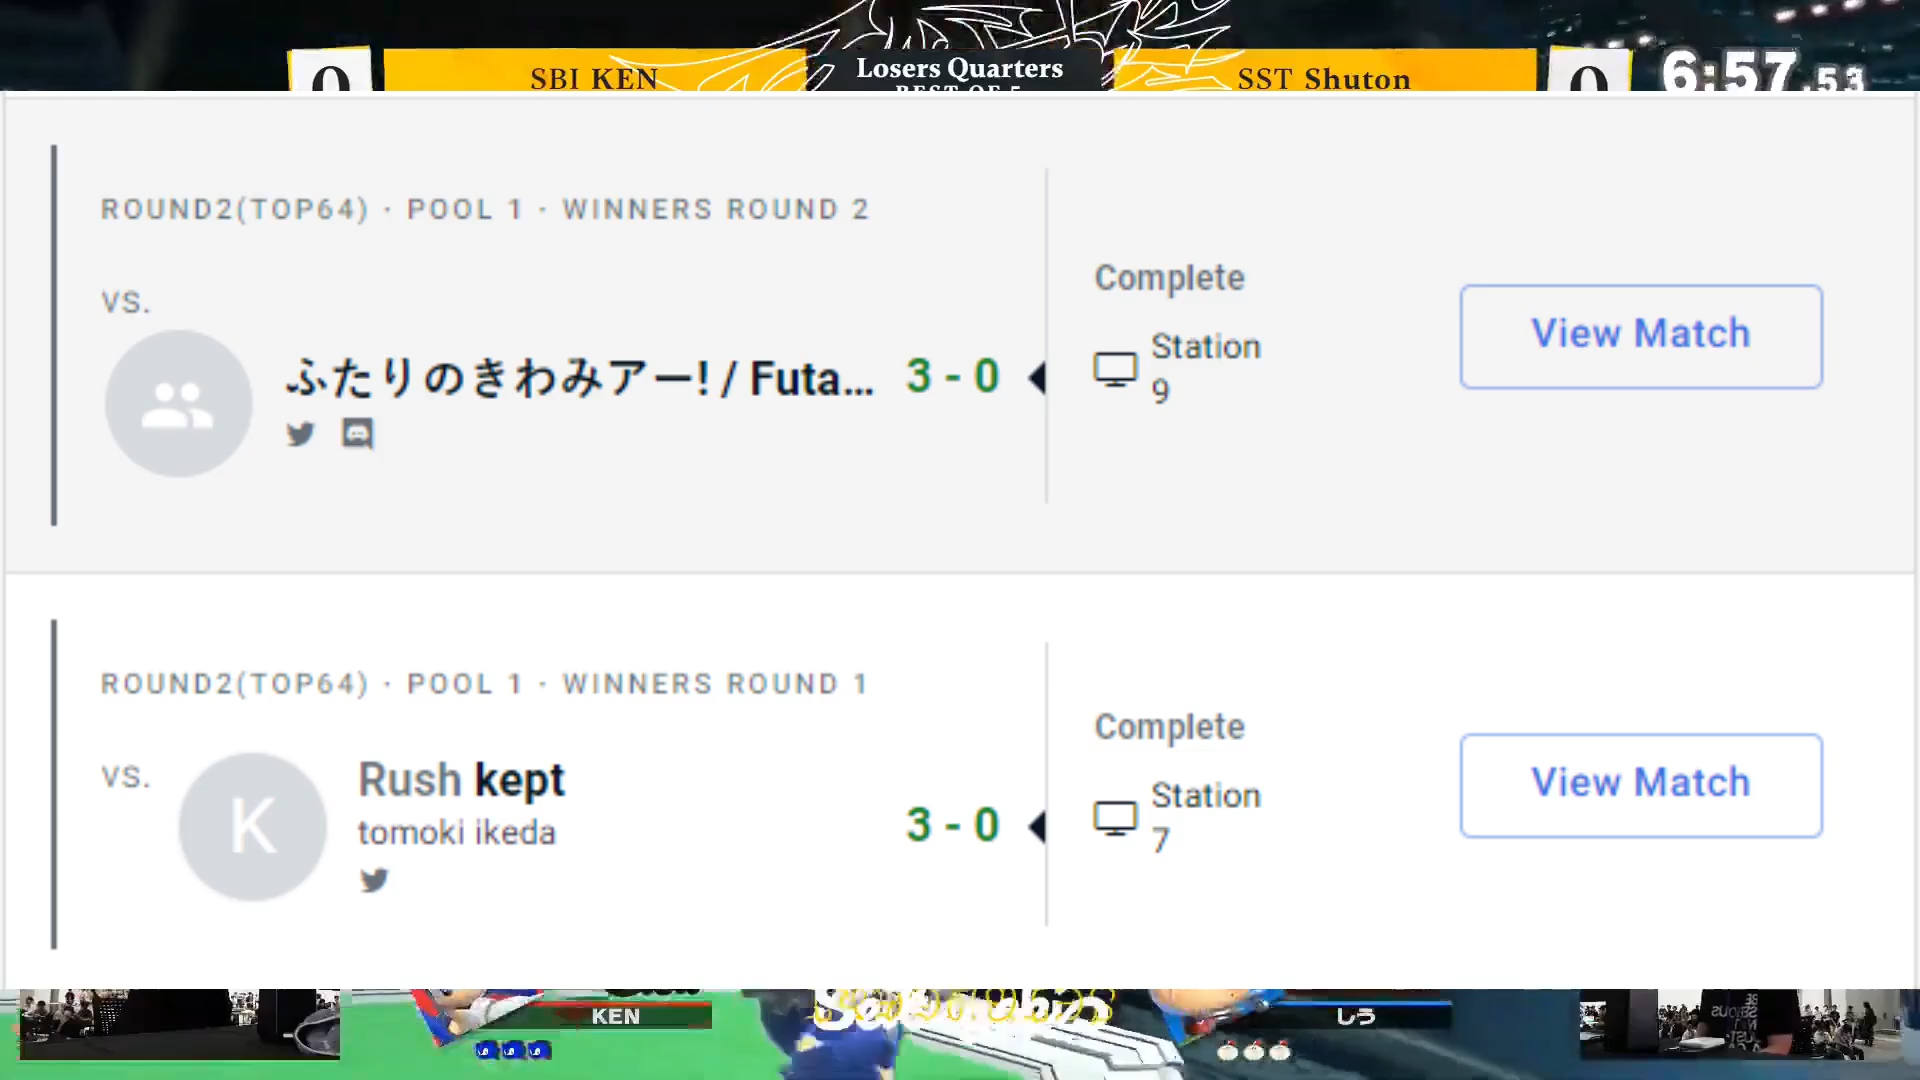 SBI KEN
Losers Quarters
BEST OF 5
SST Shuton
0
0
6:57.53
ROUND2(TOP64) · POOL 1 · WINNERS ROUND 2
VS.
ふたりのきわみアー! / Futa...
3 - 0
Complete
Station
9
View Match
ROUND2(TOP64) · POOL 1 · WINNERS ROUND 1
VS.
K
Rush kept
tomoki ikeda
3 - 0
Complete
Station
7
View Match
KEN
しう